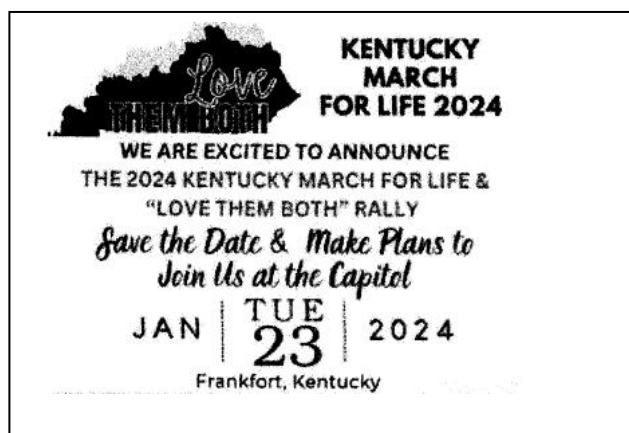 Love
THEM BOTH
KENTUCKY
MARCH
FOR LIFE 2024
WE ARE EXCITED TO ANNOUNCE
THE 2024 KENTUCKY MARCH FOR LIFE &
"LOVE THEM BOTH" RALLY
Save the Date & Make Plans to
Join Us at the Capitol
JAN
TUE
23
2024
Frankfort, Kentucky